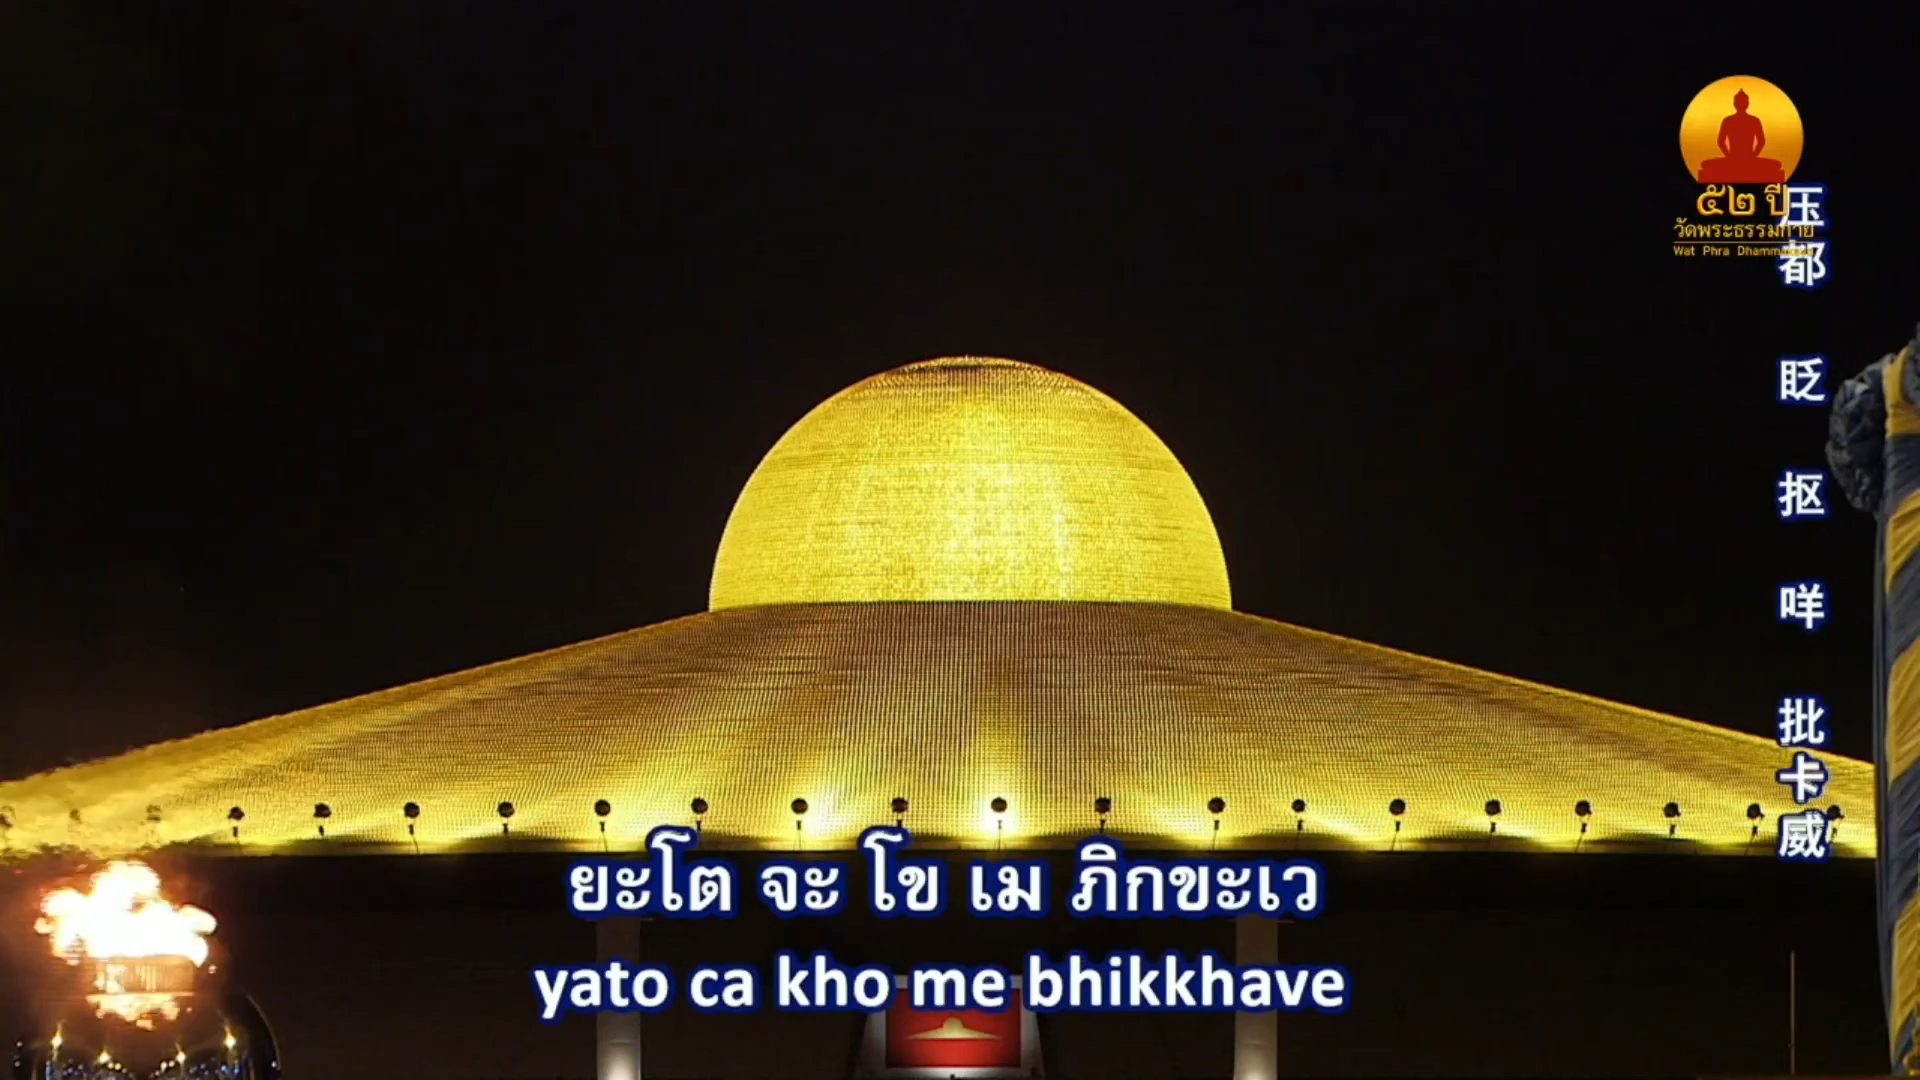 ๕๒ ปี
วัดพระธรรมกาย
Wat Phra Dhammakaya
压都 眨 抠 咩 批卡威
ยะโต จะ โข เม ภิกขะเว
yato ca kho me bhikkhave